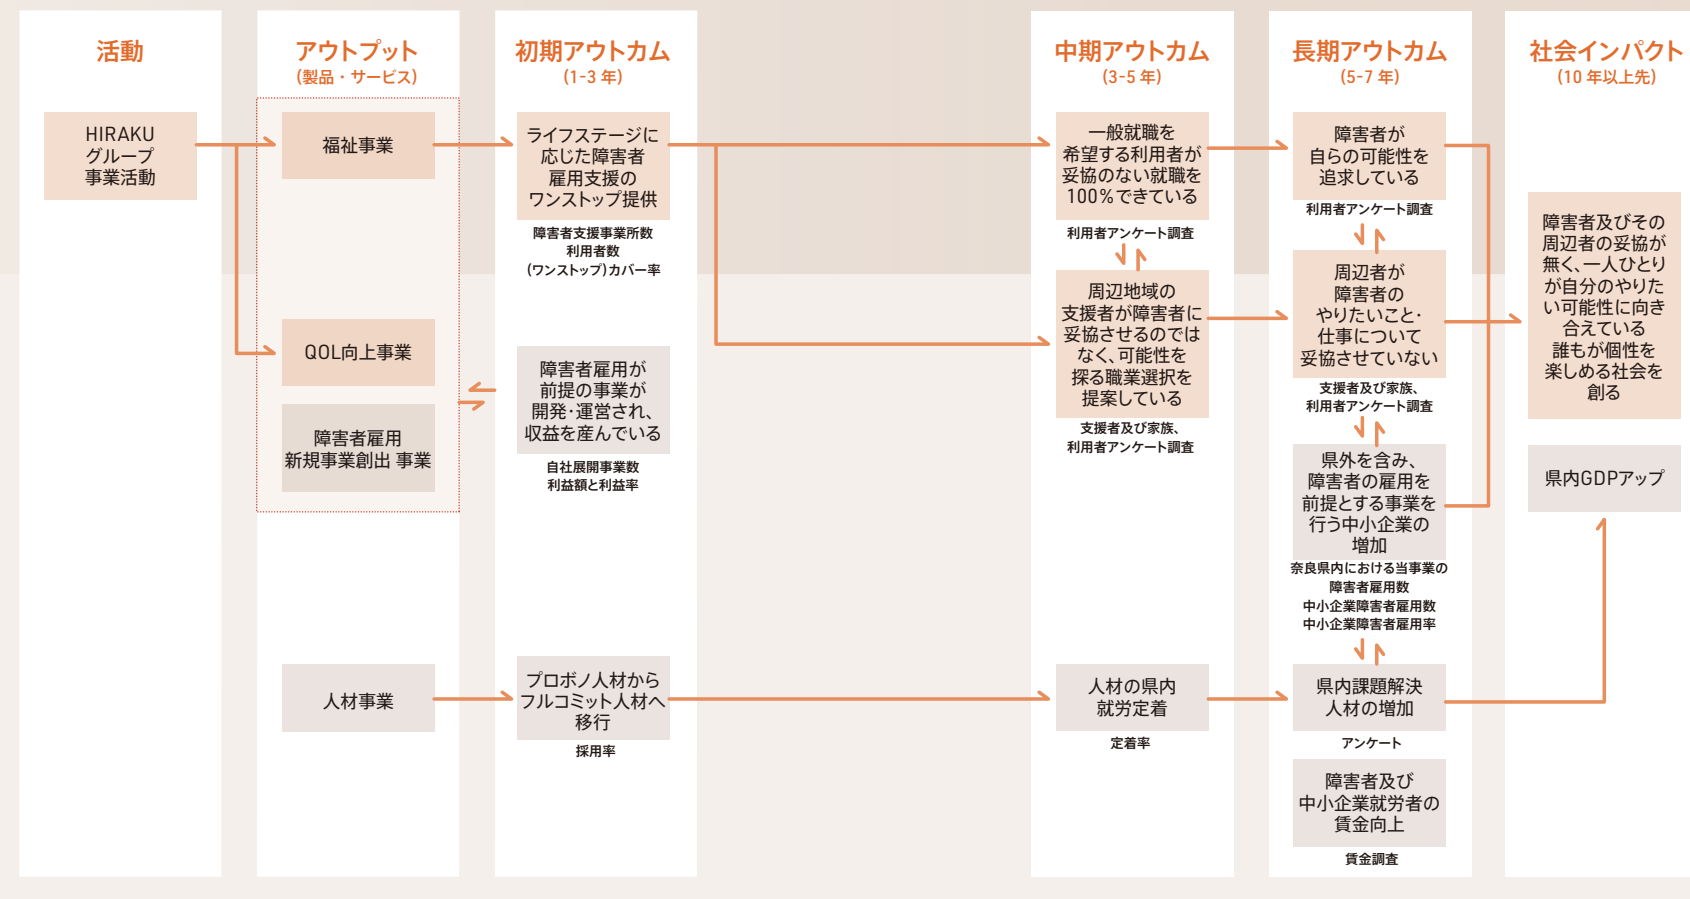 活動
HIRAKU
グループ
事業活動
アウトプット
(製品・サービス)
福祉事業
QOL向上事業
障害者雇用
新規事業創出 事業
人材事業
初期アウトカム
(1-3 年)
ライフステージに
応じた障害者
雇用支援の
ワンストップ提供
障害者支援事業所数
利用者数
(ワンストップ)カバー率
障害者雇用が
前提の事業が
開発・運営され、
収益を産んでいる
自社展開事業数
利益額と利益率
プロボノ人材から
フルコミット人材へ
移行
採用率
中期アウトカム
(3-5 年)
一般就職を
希望する利用者が
妥協のない就職を
100%できている
利用者アンケート調査
周辺地域の
支援者が障害者に
妥協させるのでは
なく、可能性を
探る職業選択を
提案している
支援者及び家族、
利用者アンケート調査
人材の県内
就労定着
定着率
長期アウトカム
(5-7 年)
障害者が
自らの可能性を
追求している
利用者アンケート調査
周辺者が
障害者の
やりたいこと・
仕事について
妥協させていない
支援者及び家族、
利用者アンケート調査
県外を含み、
障害者の雇用を
前提とする事業を
行う中小企業の
増加
奈良県内における当事業の
障害者雇用数
中小企業障害者雇用数
中小企業障害者雇用率
県内課題解決
人材の増加
アンケート
障害者及び
中小企業就労者の
賃金向上
賃金調査
社会インパクト
(10 年以上先)
障害者及びその
周辺者の妥協が
無く、一人ひとり
が自分のやりた
い可能性に向き
合えている
誰もが個性を
楽しめる社会を
創る
県内GDPアップ